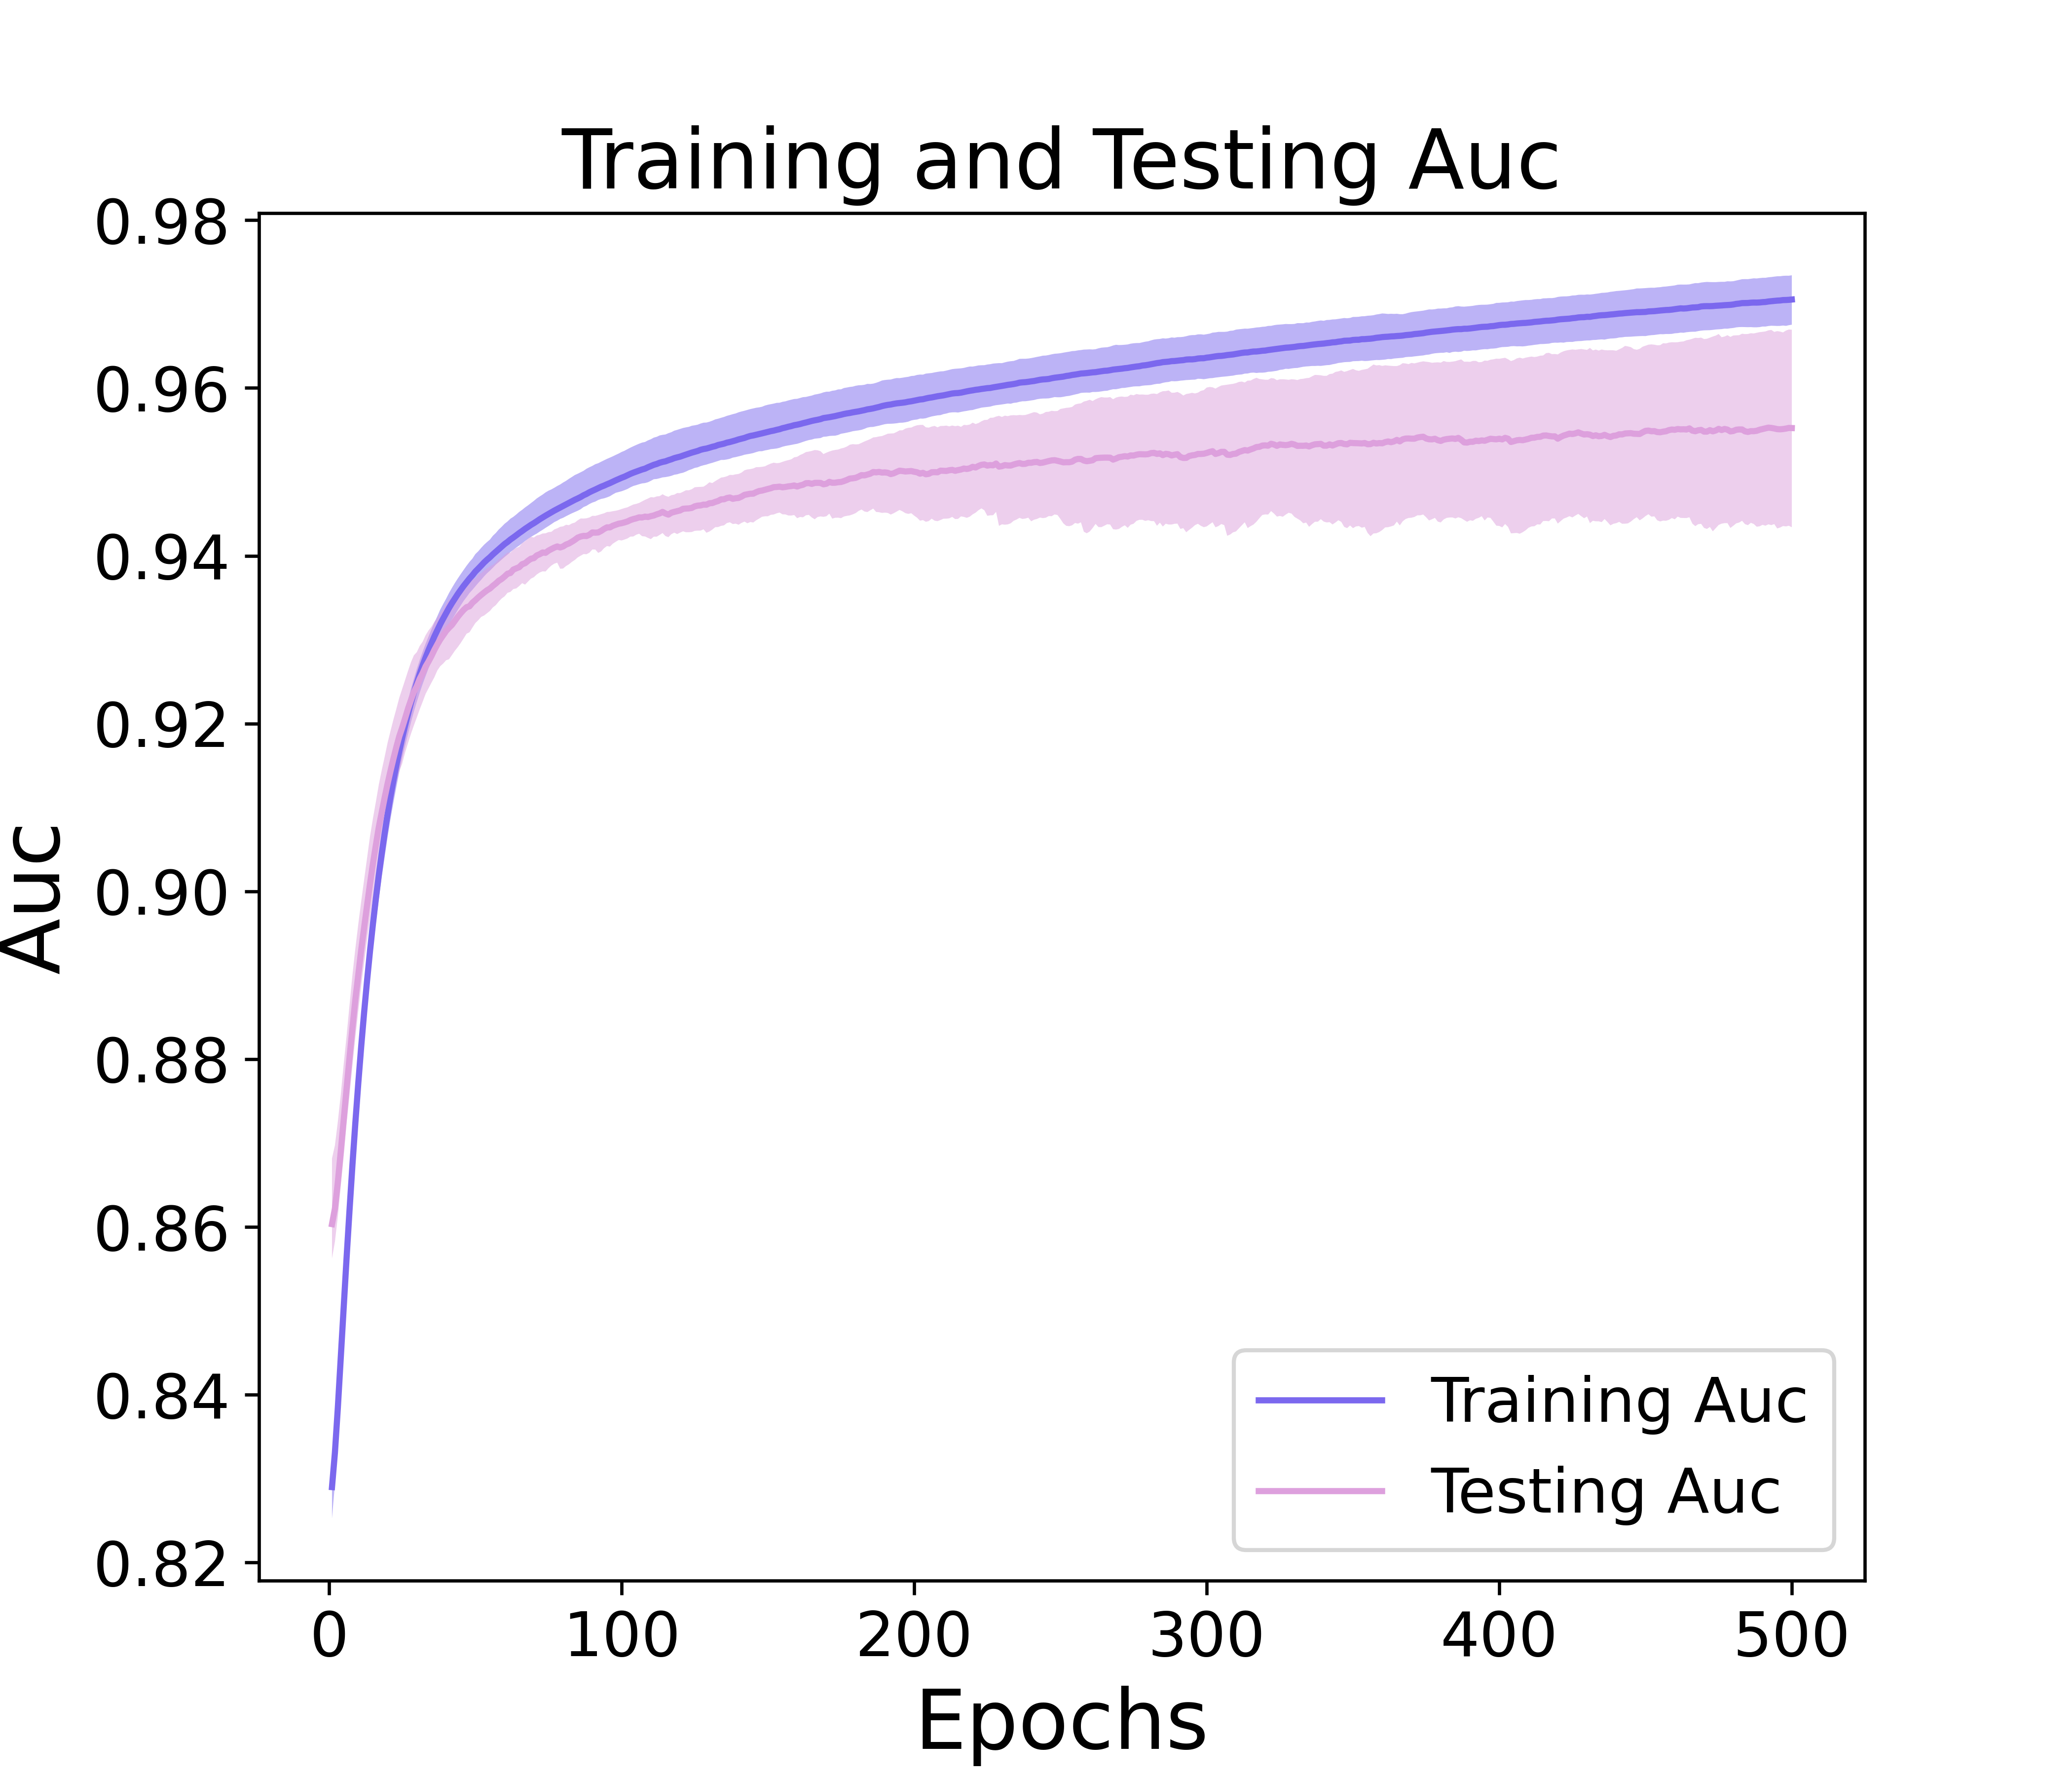 Training and Testing Auc
0.98
0.96
0.94
0.92
0.90
0.88
0.86
0.84
0.82
Auc
Training Auc
Testing Auc
0 100 200 300 400 500
Epochs